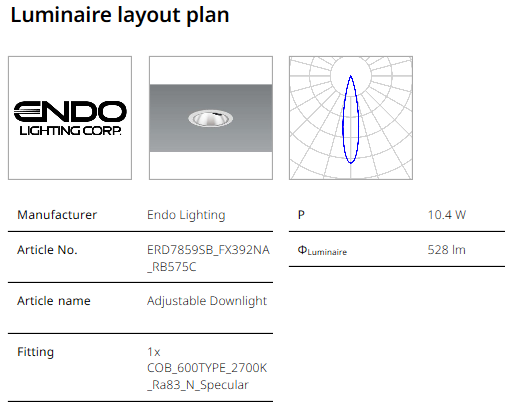 Luminaire layout plan
ENDO
LIGHTING CORP.
Manufacturer Endo Lighting
Article No. ERD7859SB_FX392NA
_RB575C
Article name Adjustable Downlight
Fitting 1x
COB_600TYPE_2700K
_Ra83_N_Specular
P 10.4 W
ΦLuminaire 528 lm